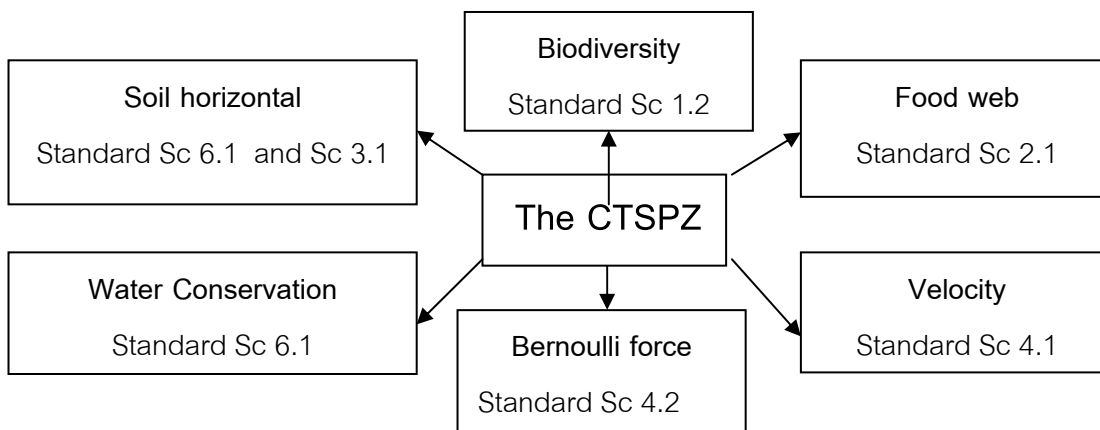 Biodiversity
Standard Sc 1.2
Soil horizontal
Standard Sc 6.1 and Sc 3.1
Food web
Standard Sc 2.1
The CTSPZ
Water Conservation
Standard Sc 6.1
Bernoulli force
Standard Sc 4.2
Velocity
Standard Sc 4.1